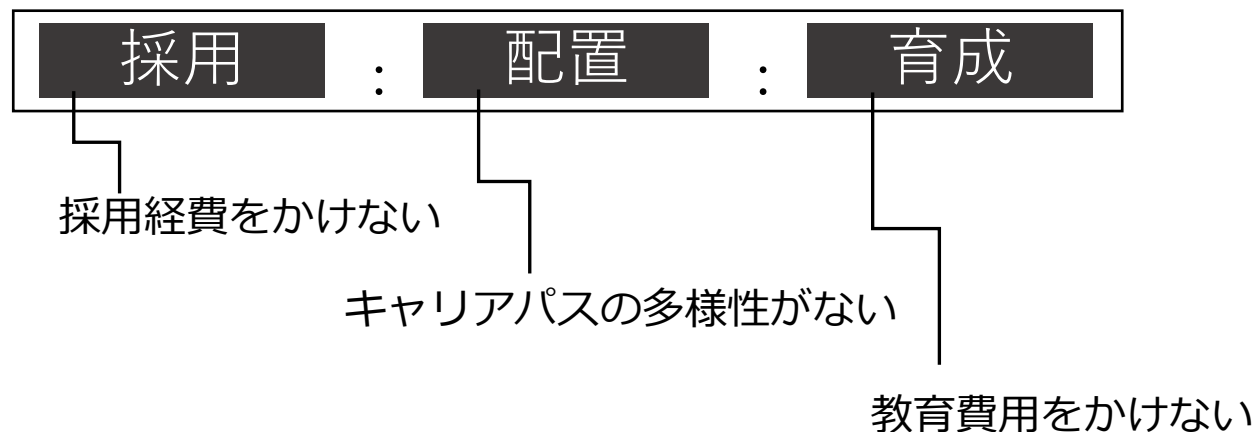 採用 : 配置 : 育成
採用経費をかけない
キャリアパスの多様性がない
教育費用をかけない